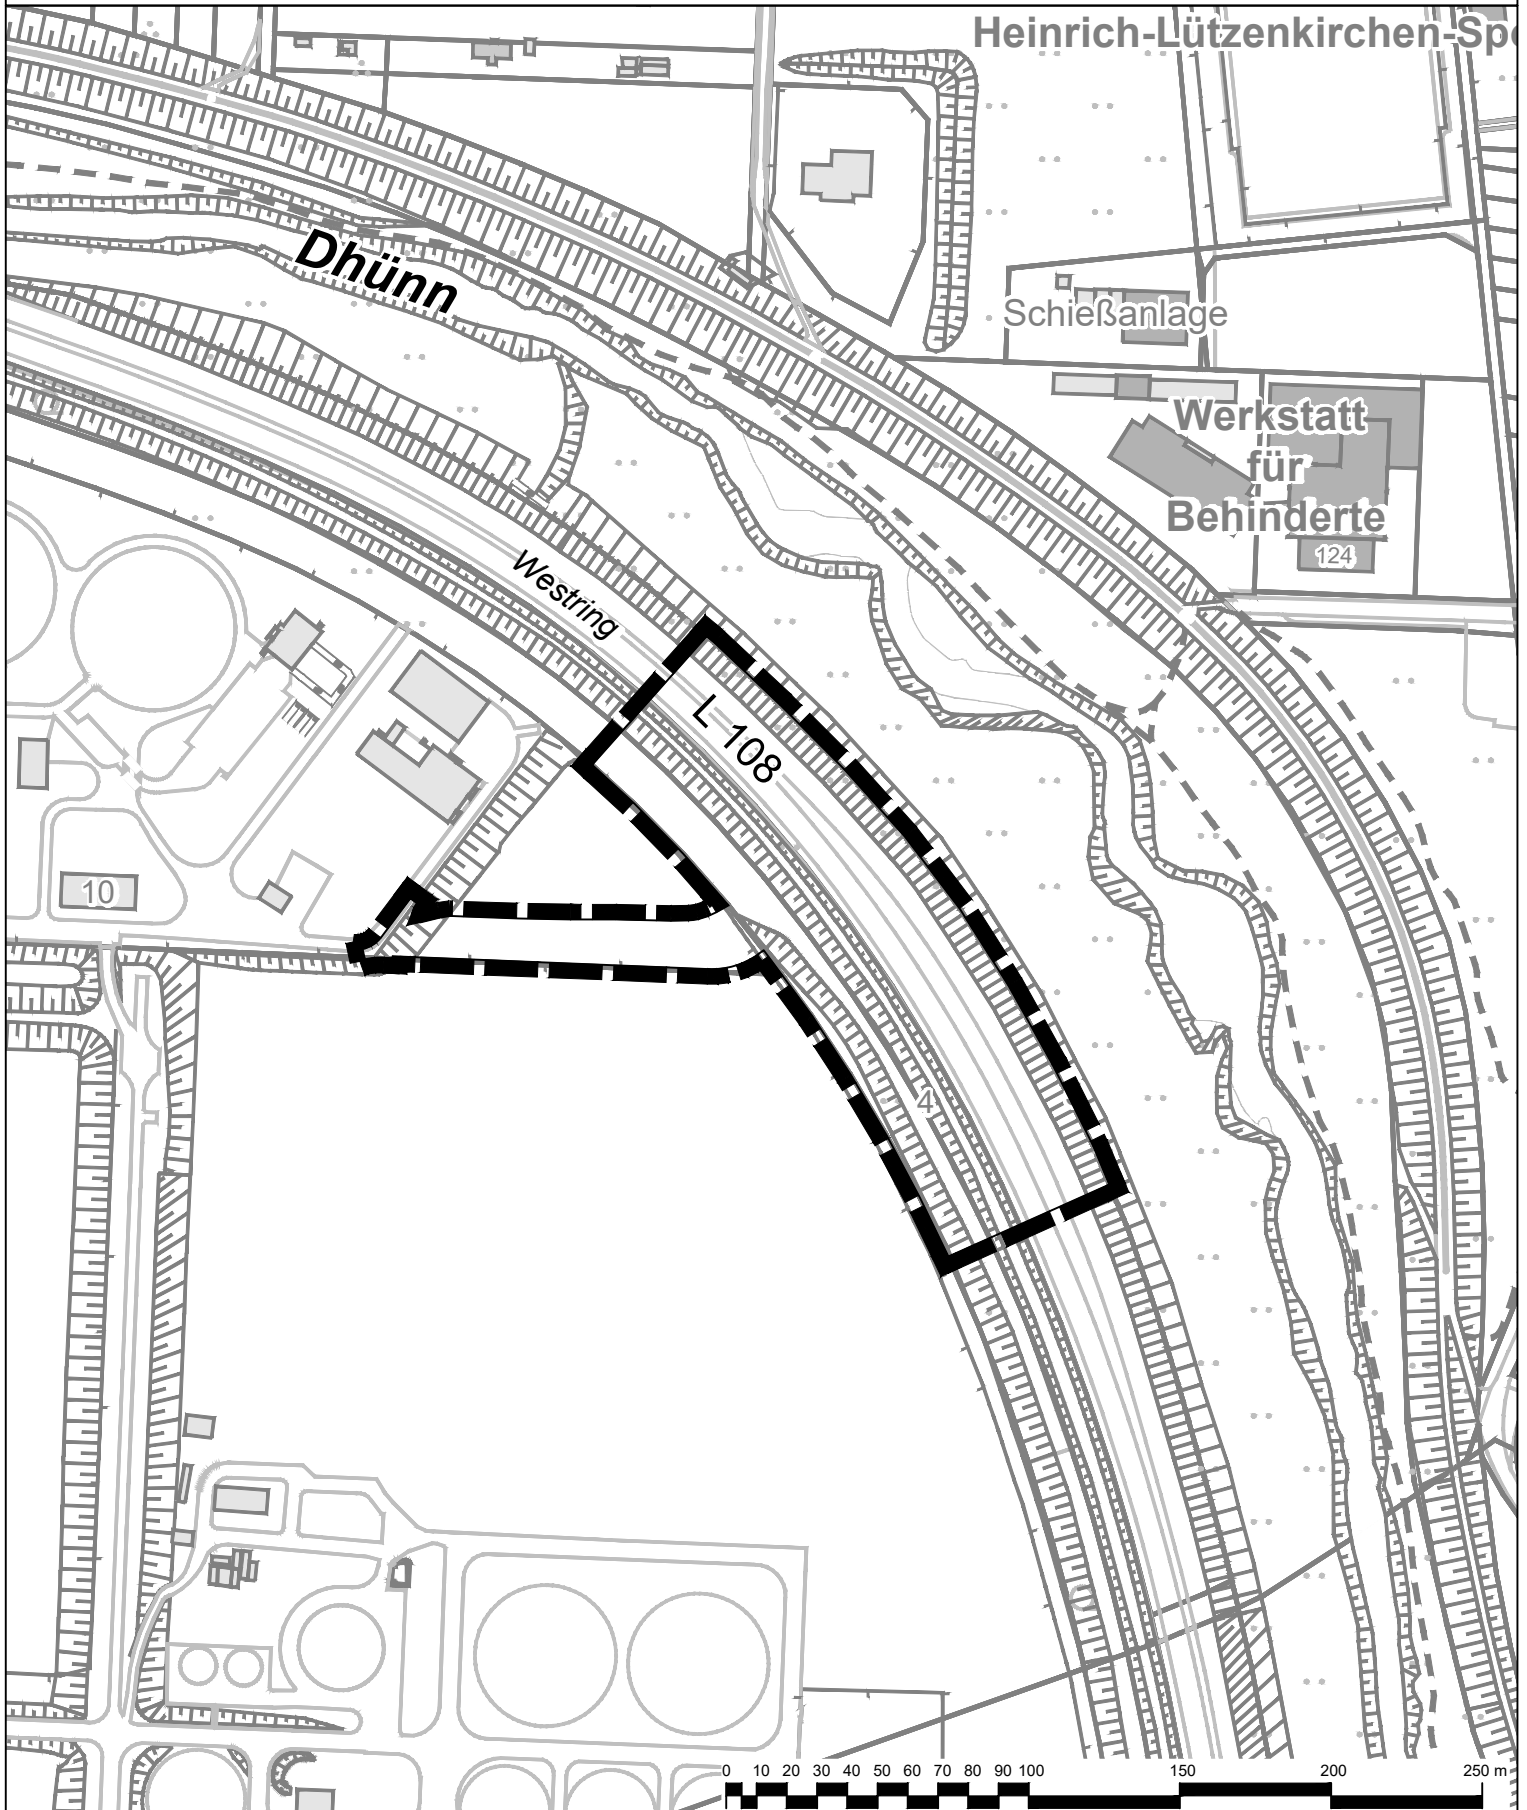 Heinrich-Lützenkirchen-Spo
Dhünn
Schießanlage
Werkstatt
für
Behinderte
124
Westring
L 108
10
4
0 10 20 30 40 50 60 70 80 90 100 150 200 250 m